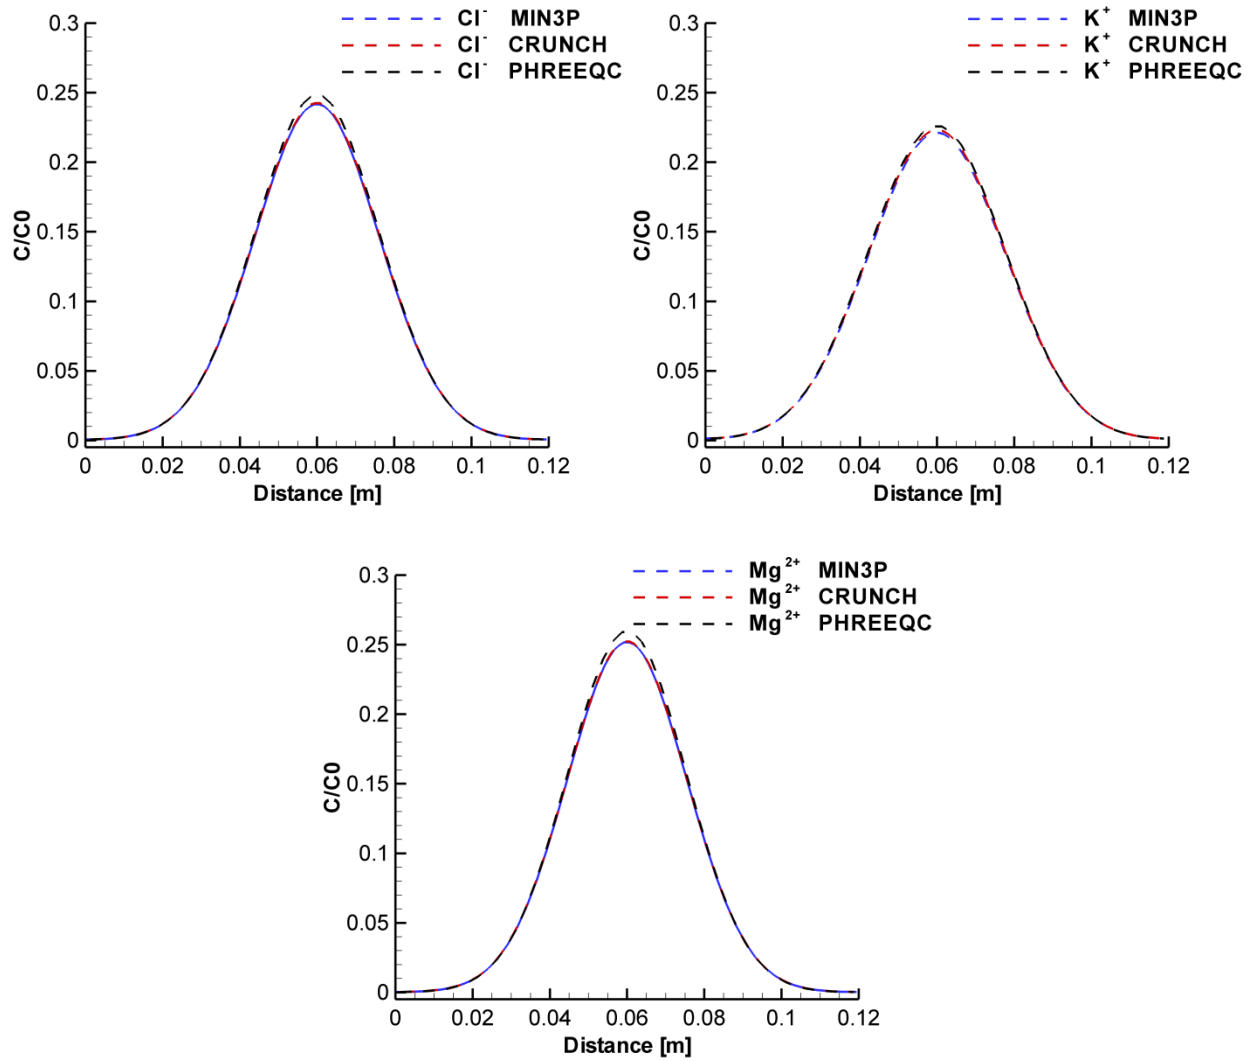 0.3
0.25
0.2
0.15
0.1
0.05
0
C/C0
Cl⁻ MIN3P
Cl⁻ CRUNCH
Cl⁻ PHREEQC
0 0.02 0.04 0.06 0.08 0.1 0.12
Distance [m]
0.3
0.25
0.2
0.15
0.1
0.05
0
C/C0
K⁺ MIN3P
K⁺ CRUNCH
K⁺ PHREEQC
0 0.02 0.04 0.06 0.08 0.1 0.12
Distance [m]
0.3
0.25
0.2
0.15
0.1
0.05
0
C/C0
Mg²⁺ MIN3P
Mg²⁺ CRUNCH
Mg²⁺ PHREEQC
0 0.02 0.04 0.06 0.08 0.1 0.12
Distance [m]